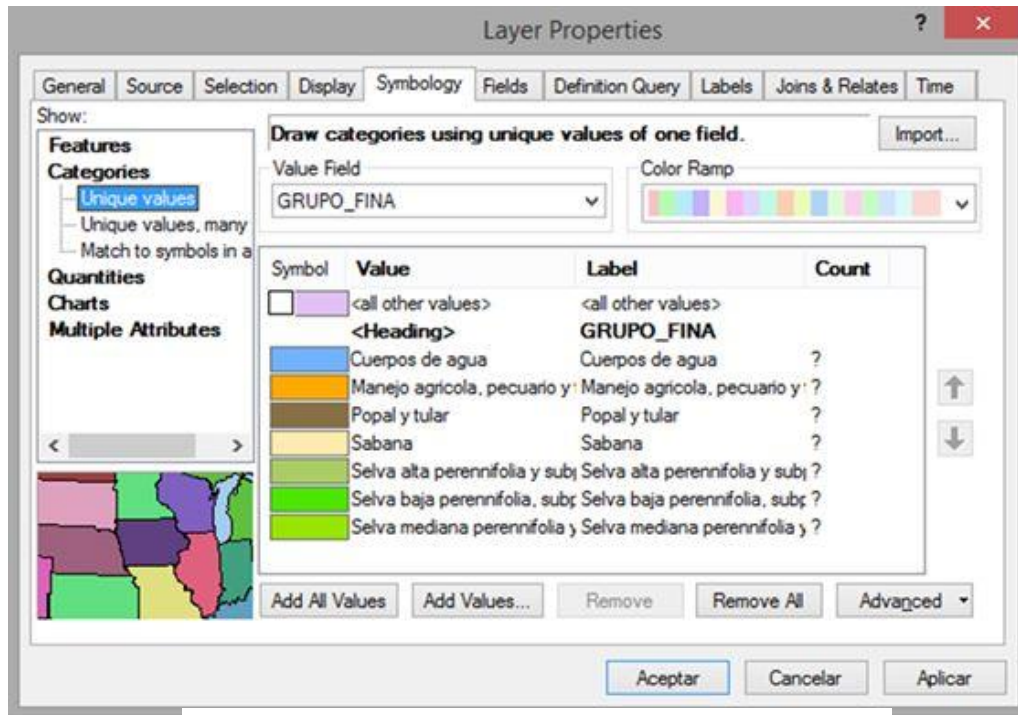 Layer Properties
? ×
General Source Selection Display Symbology Fields Definition Query Labels Joins & Relates Time
Show:
Features
Categories
Unique values
Unique values, many
Match to symbols in a
Quantities
Charts
Multiple Attributes
Draw categories using unique values of one field.
Import...
Value Field
GRUPO_FINA
Color Ramp
Symbol Value Label Count
<all other values> <all other values>
<Heading> GRUPO_FINA
Cuerpos de agua Cuerpos de agua ?
Manejo agricola, pecuario y Manejo agricola, pecuario y ?
Popal y tular Popal y tular ?
Sabana Sabana ?
Selva alta perennifolia y sub Selva alta perennifolia y sub ?
Selva baja perennifolia, sub Selva baja perennifolia, sub ?
Selva mediana perennifolia y Selva mediana perennifolia y ?
Add All Values Add Values... Remove Remove All Advanced
Aceptar Cancelar Aplicar